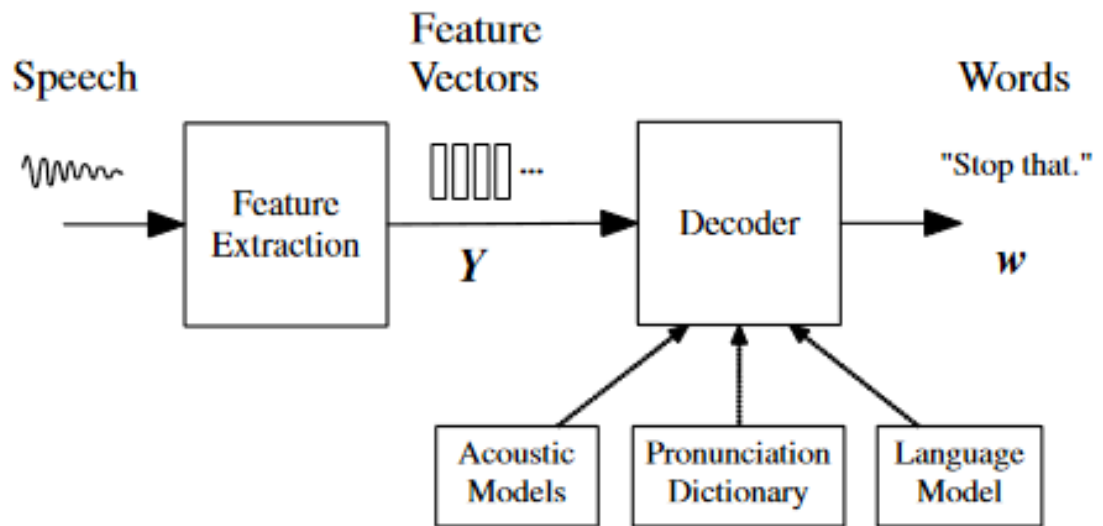 Speech
Feature
Vectors
Words
...
"Stop that."
Feature
Extraction
Y
Decoder
w
Acoustic
Models
Pronunciation
Dictionary
Language
Model